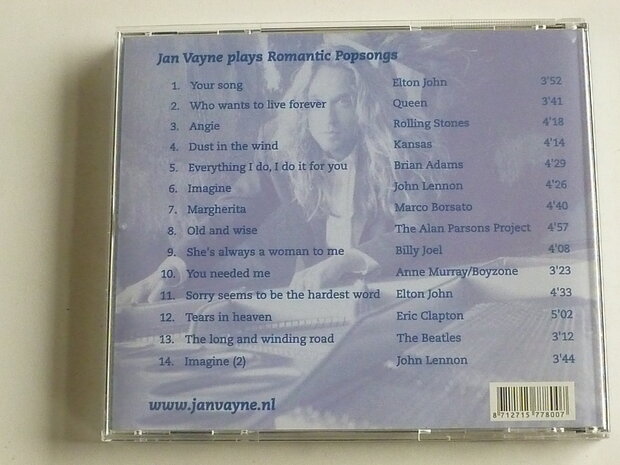 Jan Vayne plays Romantic Popsongs
1. Your song Elton John 3'52
2. Who wants to live forever Queen 3'41
3. Angie Rolling Stones 4'18
4. Dust in the wind Kansas 4'14
5. Everything I do, I do it for you Brian Adams 4'29
6. Imagine John Lennon 4'26
7. Margherita Marco Borsato 4'40
8. Old and wise The Alan Parsons Project 4'57
9. She's always a woman to me Billy Joel 4'08
10. You needed me Anne Murray/Boyzone 3'23
11. Sorry seems to be the hardest word Elton John 4'33
12. Tears in heaven Eric Clapton 5'02
13. The long and winding road The Beatles 3'12
14. Imagine (2) John Lennon 3'44
www.janvayne.nl
8 712715 778007